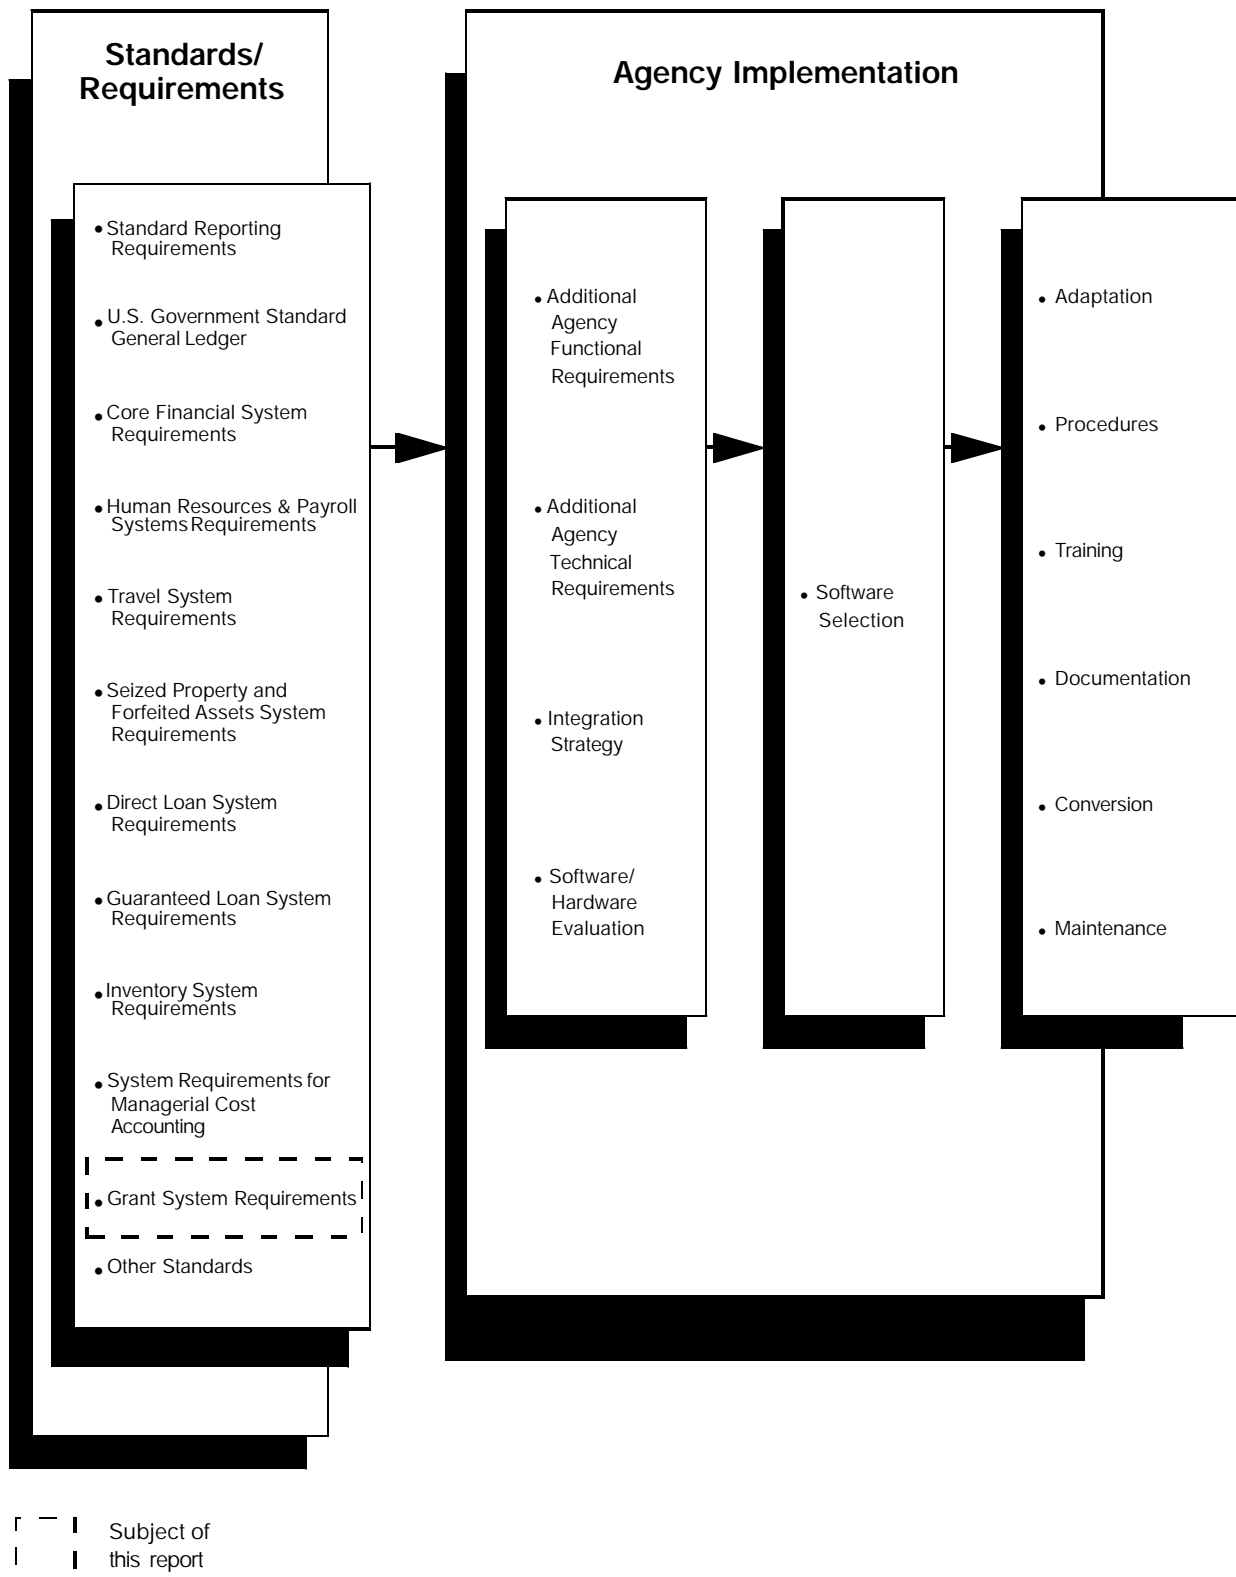 Standards/
Requirements
• Standard Reporting
Requirements
• U.S. Government Standard
General Ledger
• Core Financial System
Requirements
• Human Resources & Payroll
Systems Requirements
• Travel System
Requirements
• Seized Property and
Forfeited Assets System
Requirements
• Direct Loan System
Requirements
• Guaranteed Loan System
Requirements
• Inventory System
Requirements
• System Requirements for
Managerial Cost
Accounting
• Grant System Requirements
• Other Standards
Agency Implementation
• Additional
Agency
Functional
Requirements
• Additional
Agency
Technical
Requirements
• Integration
Strategy
• Software/
Hardware
Evaluation
• Software
Selection
• Adaptation
• Procedures
• Training
• Documentation
• Conversion
• Maintenance
Subject of
this report